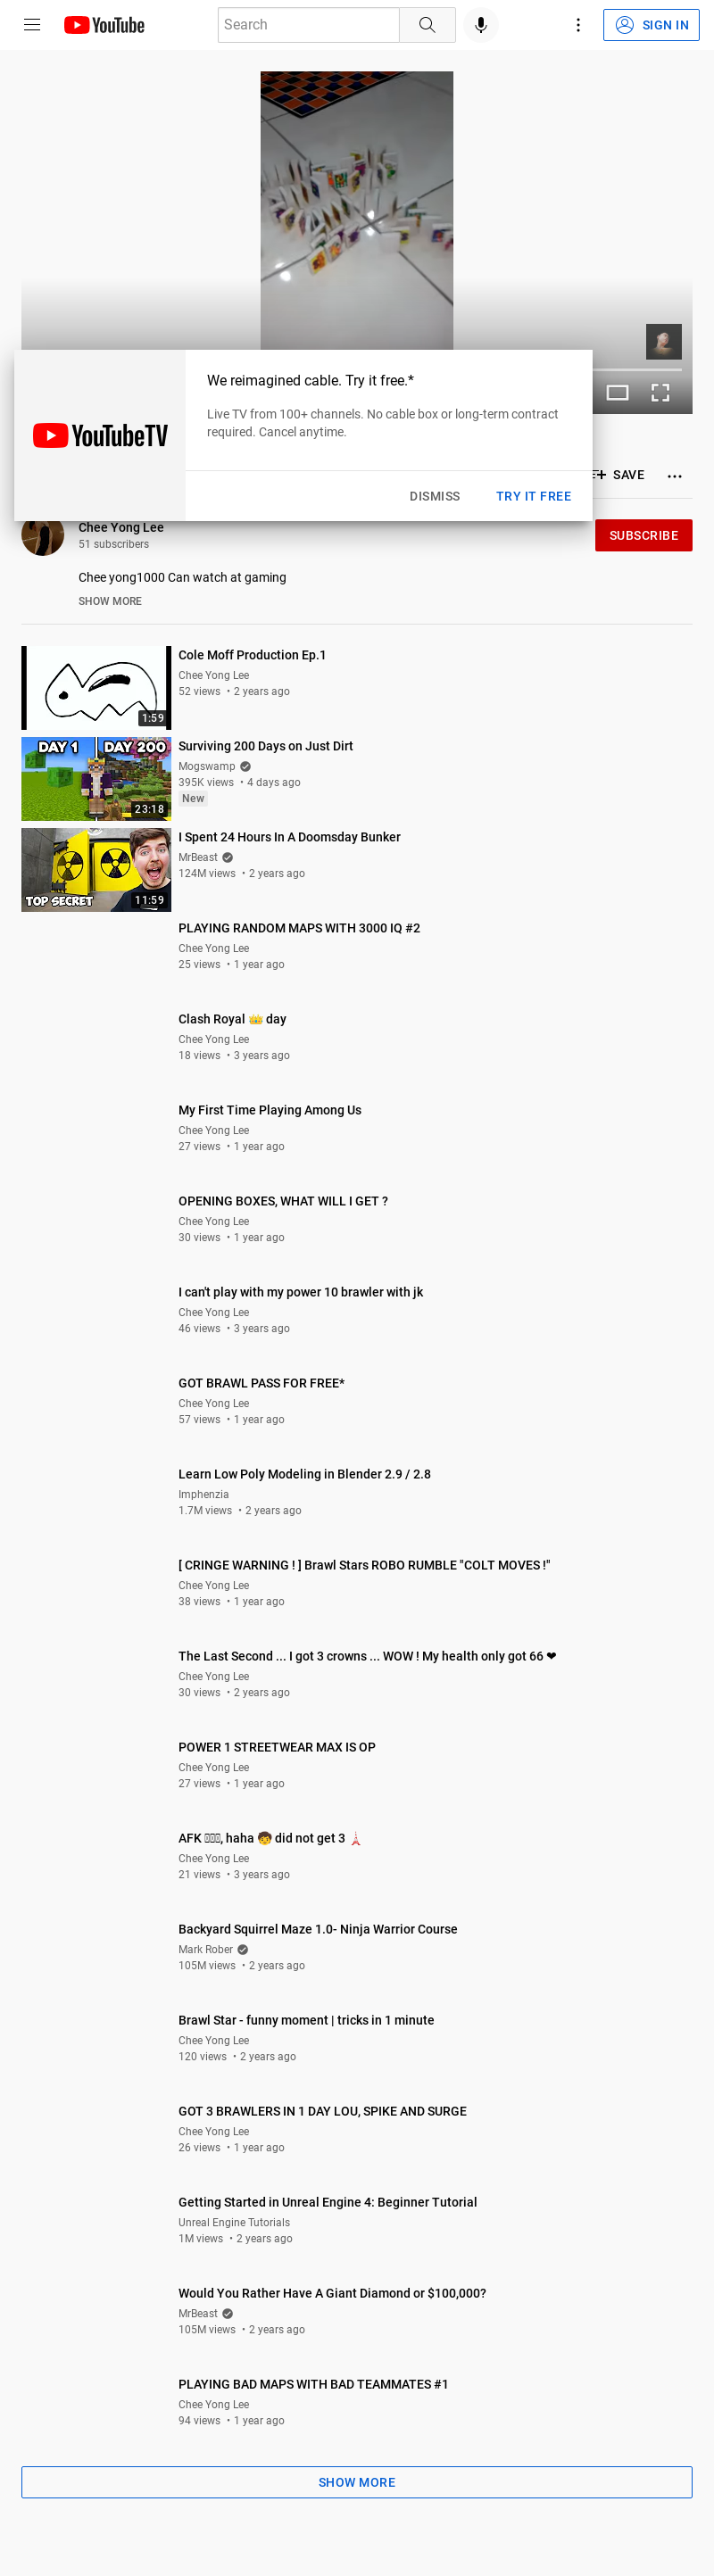 YouTube
Search
SIGN IN
We reimagined cable. Try it free.*
Live TV from 100+ channels. No cable box or long-term contract
required. Cancel anytime.
YouTubeTV
SAVE
DISMISS
TRY IT FREE
Chee Yong Lee
51 subscribers
SUBSCRIBE
Chee yong1000 Can watch at gaming
SHOW MORE
1:59
Cole Moff Production Ep.1
Chee Yong Lee
52 views • 2 years ago
DAY 1 DAY 200
23:18
Surviving 200 Days on Just Dirt
Mogswamp
395K views • 4 days ago
New
TOP SECRET
11:59
I Spent 24 Hours In A Doomsday Bunker
MrBeast
124M views • 2 years ago
PLAYING RANDOM MAPS WITH 3000 IQ #2
Chee Yong Lee
25 views • 1 year ago
Clash Royal 👑 day
Chee Yong Lee
18 views • 3 years ago
My First Time Playing Among Us
Chee Yong Lee
27 views • 1 year ago
OPENING BOXES, WHAT WILL I GET ?
Chee Yong Lee
30 views • 1 year ago
I can't play with my power 10 brawler with jk
Chee Yong Lee
46 views • 3 years ago
GOT BRAWL PASS FOR FREE*
Chee Yong Lee
57 views • 1 year ago
Learn Low Poly Modeling in Blender 2.9 / 2.8
Imphenzia
1.7M views • 2 years ago
[ CRINGE WARNING ! ] Brawl Stars ROBO RUMBLE "COLT MOVES !"
Chee Yong Lee
38 views • 1 year ago
The Last Second ... I got 3 crowns ... WOW ! My health only got 66 ❤
Chee Yong Lee
30 views • 2 years ago
POWER 1 STREETWEAR MAX IS OP
Chee Yong Lee
27 views • 1 year ago
AFK , haha 🧒 did not get 3 🗼
Chee Yong Lee
21 views • 3 years ago
Backyard Squirrel Maze 1.0- Ninja Warrior Course
Mark Rober
105M views • 2 years ago
Brawl Star - funny moment | tricks in 1 minute
Chee Yong Lee
120 views • 2 years ago
GOT 3 BRAWLERS IN 1 DAY LOU, SPIKE AND SURGE
Chee Yong Lee
26 views • 1 year ago
Getting Started in Unreal Engine 4: Beginner Tutorial
Unreal Engine Tutorials
1M views • 2 years ago
Would You Rather Have A Giant Diamond or $100,000?
MrBeast
105M views • 2 years ago
PLAYING BAD MAPS WITH BAD TEAMMATES #1
Chee Yong Lee
94 views • 1 year ago
SHOW MORE